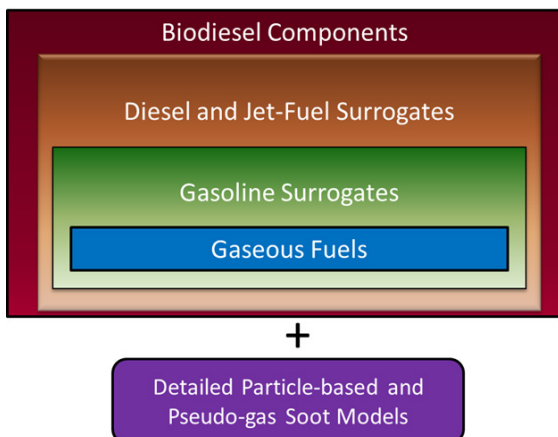 Biodiesel Components
Diesel and Jet-Fuel Surrogates
Gasoline Surrogates
Gaseous Fuels
+
Detailed Particle-based and
Pseudo-gas Soot Models